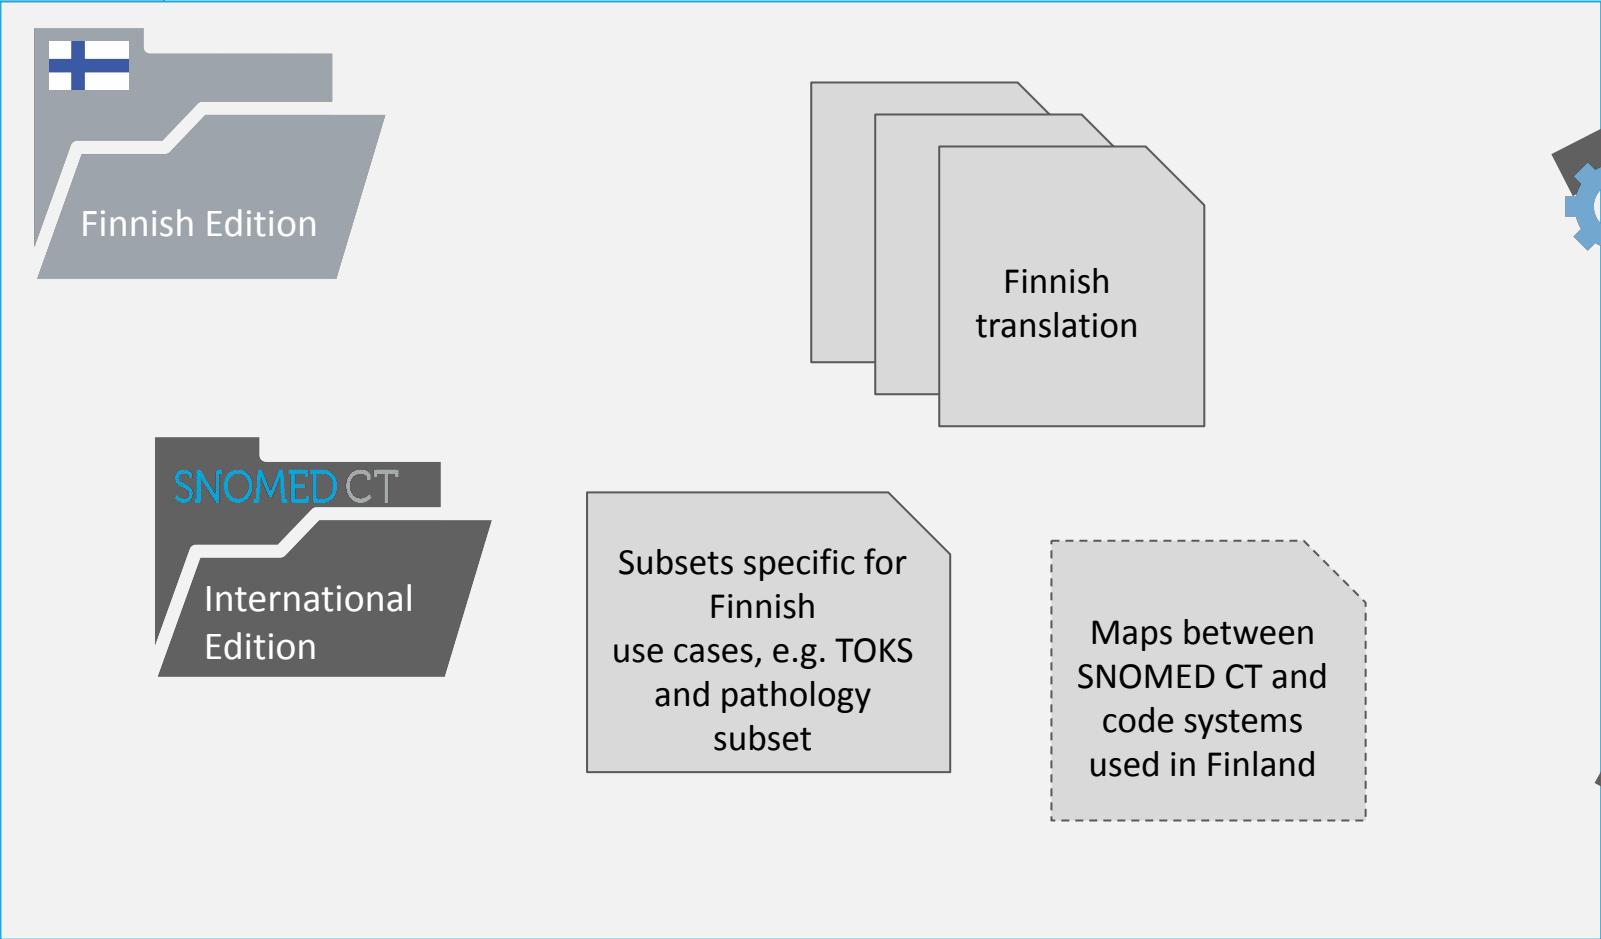 Finnish Edition
Finnish
translation
SNOMED CT
International
Edition
Subsets specific for
Finnish
use cases, e.g. TOKS
and pathology
subset
Maps between
SNOMED CT and
code systems
used in Finland